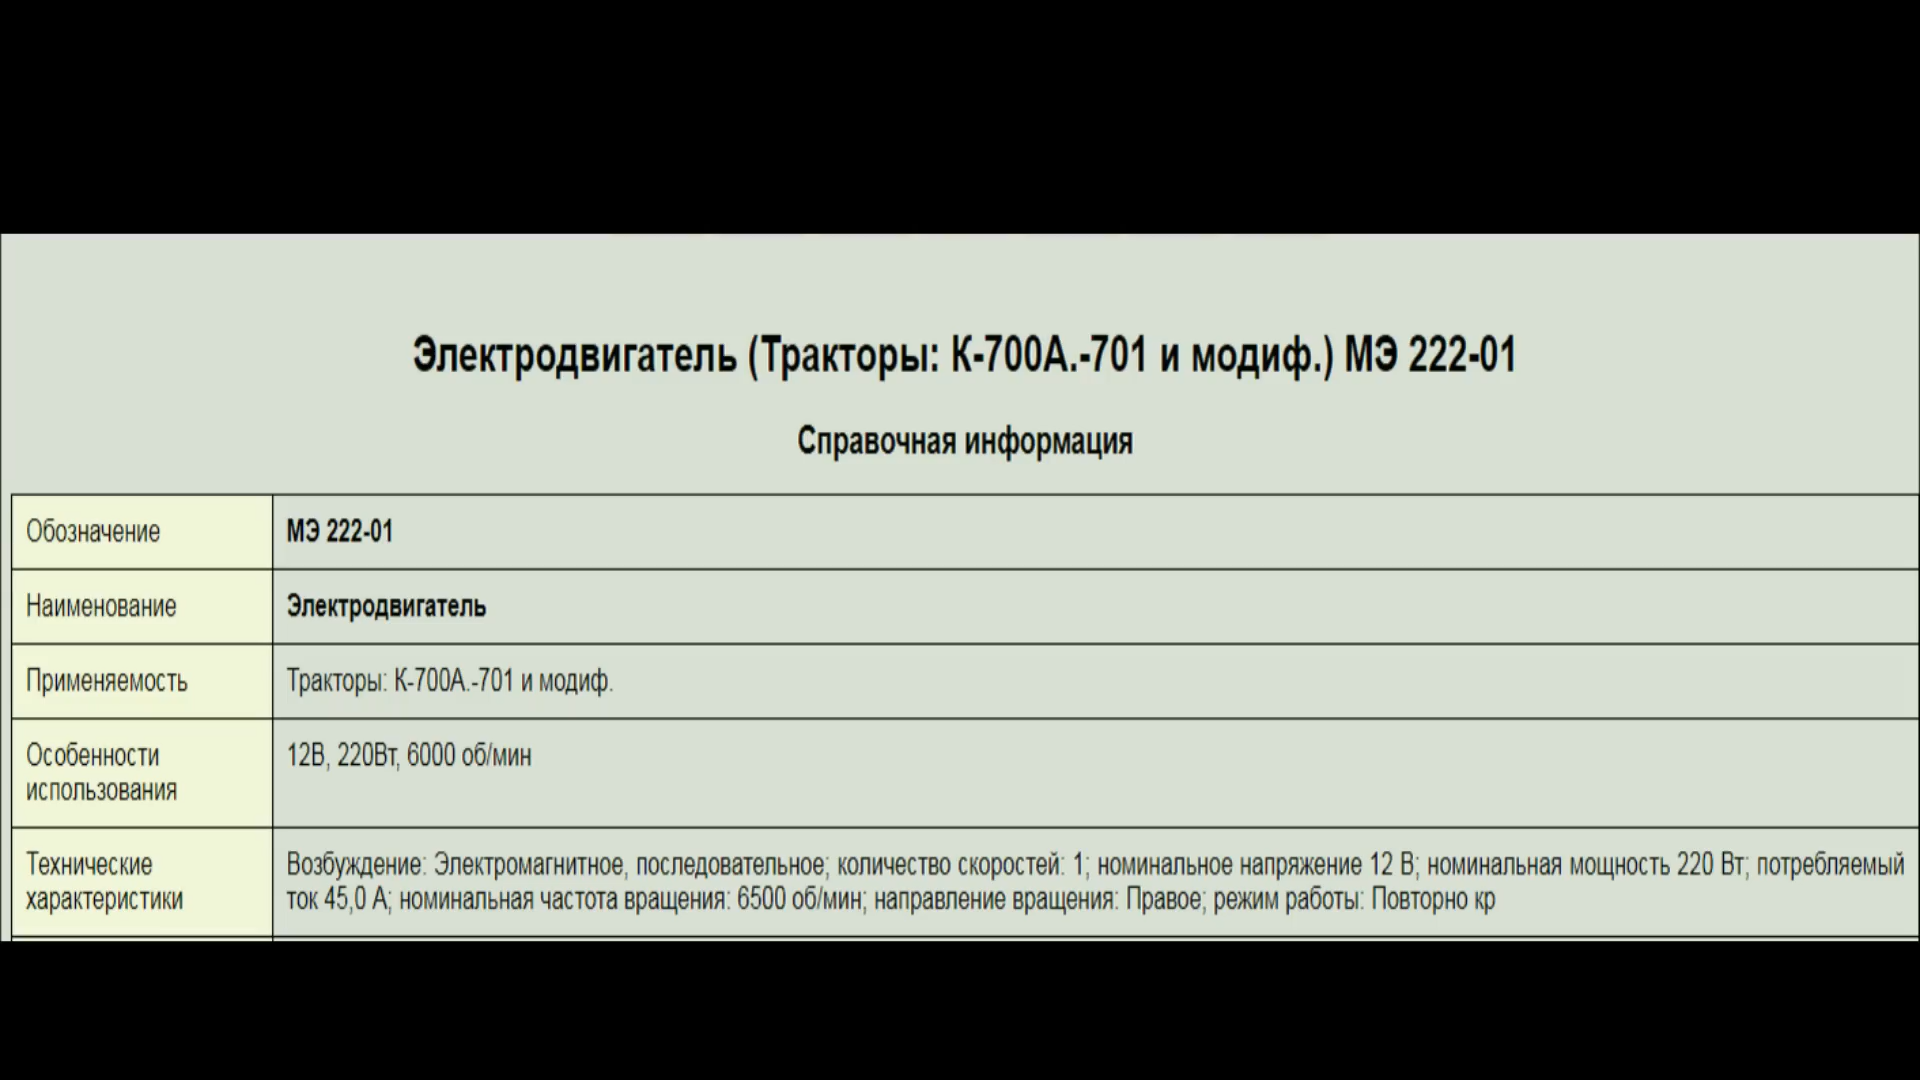 Электродвигатель (Тракторы: К-700А.-701 и модиф.) МЭ 222-01
Справочная информация
Обозначение
МЭ 222-01
Наименование
Электродвигатель
Применяемость
Тракторы: К-700А.-701 и модиф.
Особенности
использования
12В, 220Вт, 6000 об/мин
Технические
характеристики
Возбуждение: Электромагнитное, последовательное; количество скоростей: 1; номинальное напряжение 12 В; номинальная мощность 220 Вт; потребляемый
ток 45,0 А; номинальная частота вращения: 6500 об/мин; направление вращения: Правое; режим работы: Повторно кр